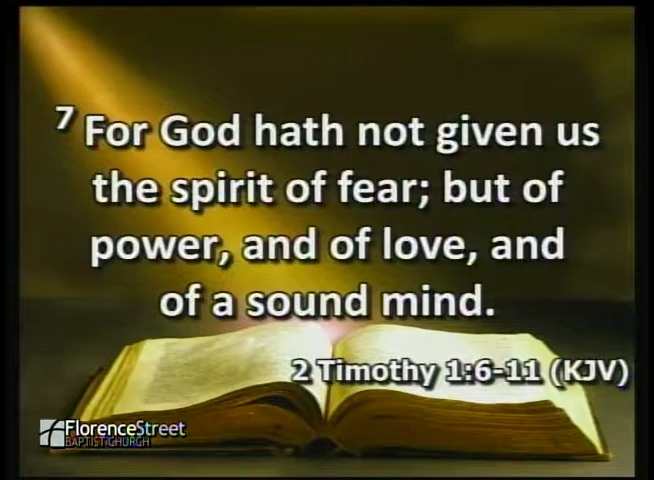 7 For God hath not given us
the spirit of fear; but of
power, and of love, and
of a sound mind.
2 Timothy 1:6-11 (KJV)
FlorenceStreet
BAPTIST CHURCH